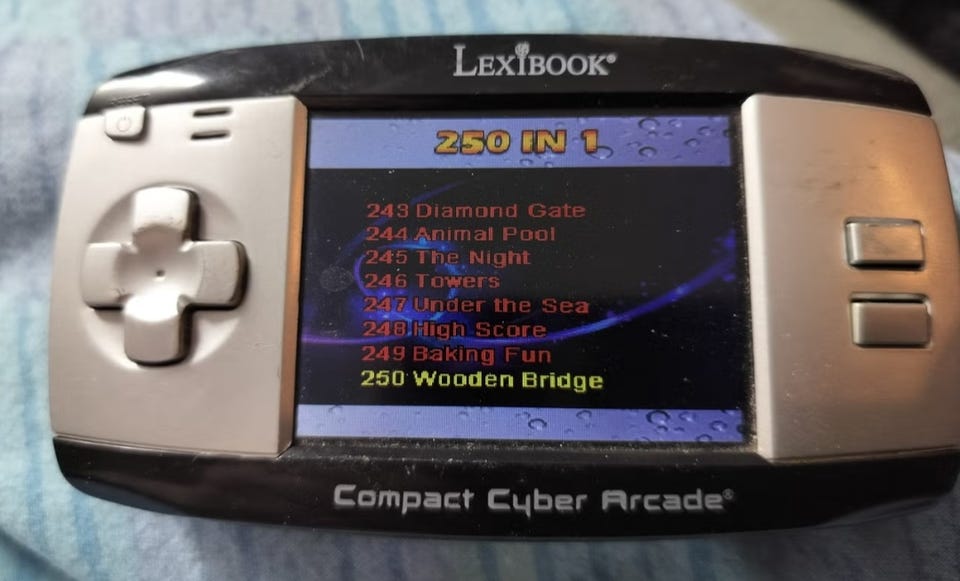 LEXIBOOK®
250 IN 1
243 Diamond Gate
244 Animal Pool
245 The Night
246 Towers
247 Under the Sea
248 High Score
249 Baking Fun
250 Wooden Bridge
Compact Cyber Arcade®